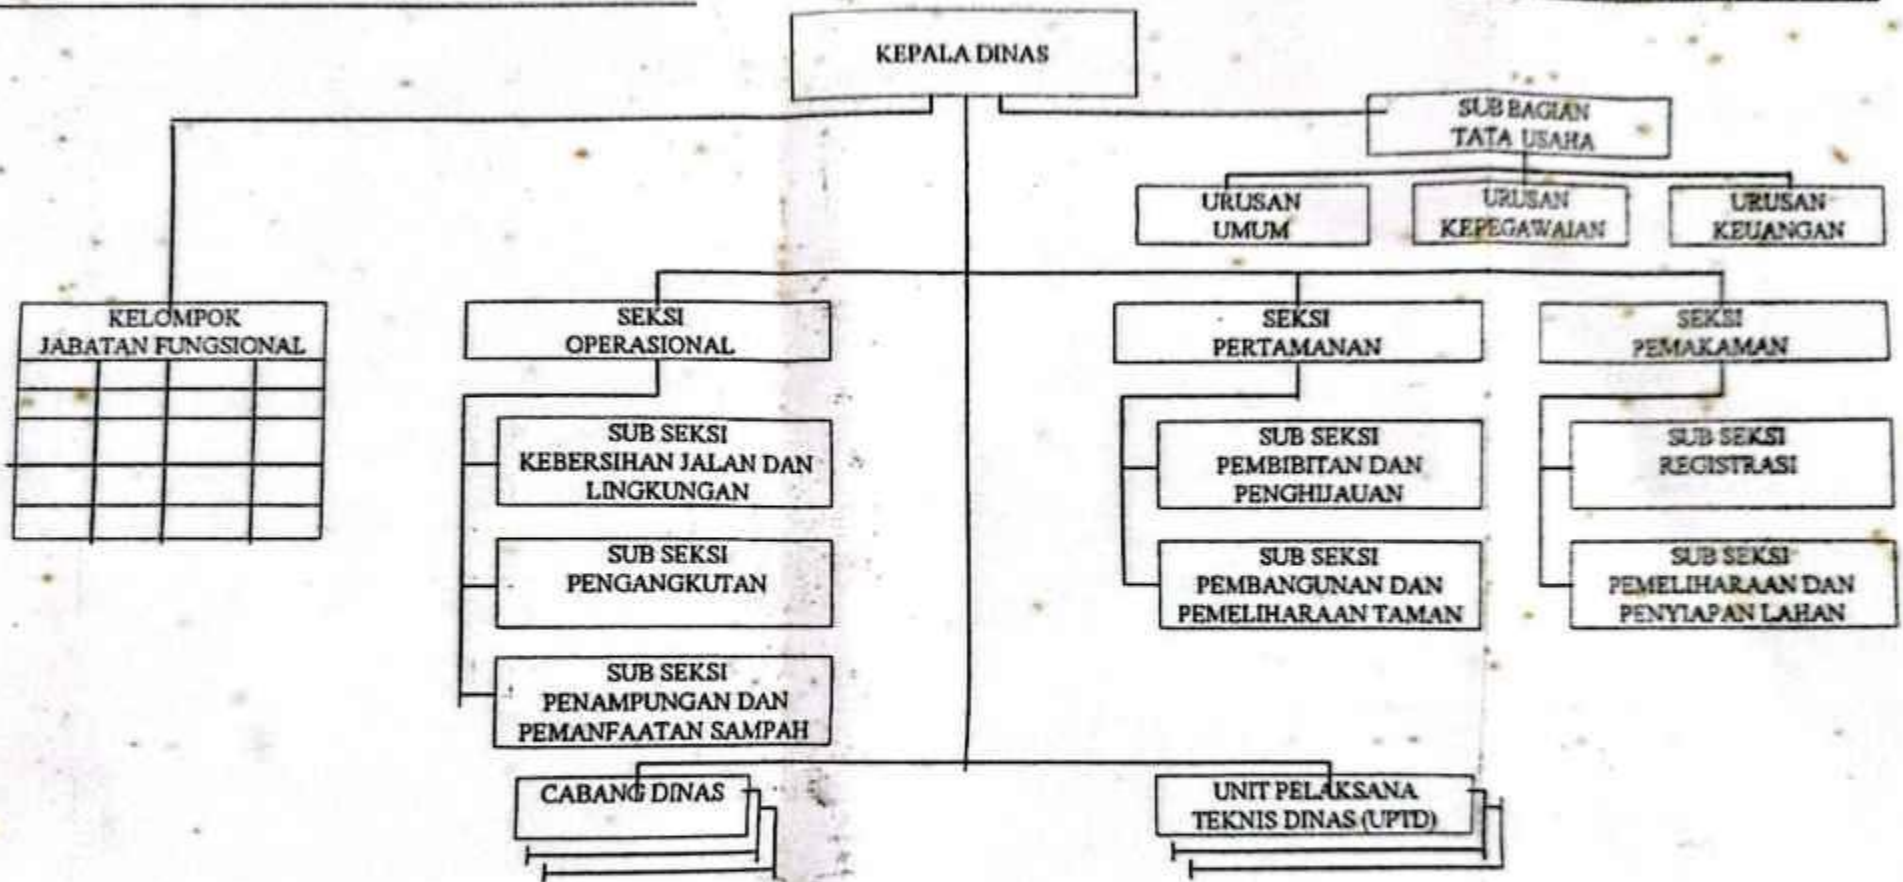 KEPALA DINAS
SUB BAGIAN
TATA USAHA
URUSAN
UMUM
URUSAN
KEPEGAWAIAN
URUSAN
KEUANGAN
KELOMPOK
JABATAN FUNGSIONAL
SEKSI
OPERASIONAL
SEKSI
PERTAMANAN
SEKSI
PEMAKAMAN
SUB SEKSI
KEBERSIHAN JALAN DAN
LINGKUNGAN
SUB SEKSI
PEMBIBITAN DAN
PENGHIJAUAN
SUB SEKSI
REGISTRASI
SUB SEKSI
PENGANGKUTAN
SUB SEKSI
PEMBANGUNAN DAN
PEMELIHARAAN TAMAN
SUB SEKSI
PEMELIHARAAN DAN
PENYIAPAN LAHAN
SUB SEKSI
PENAMPUNGAN DAN
PEMANFAATAN SAMPAH
CABANG DINAS
UNIT PELAKSANA
TEKNIS DINAS (UPTD)